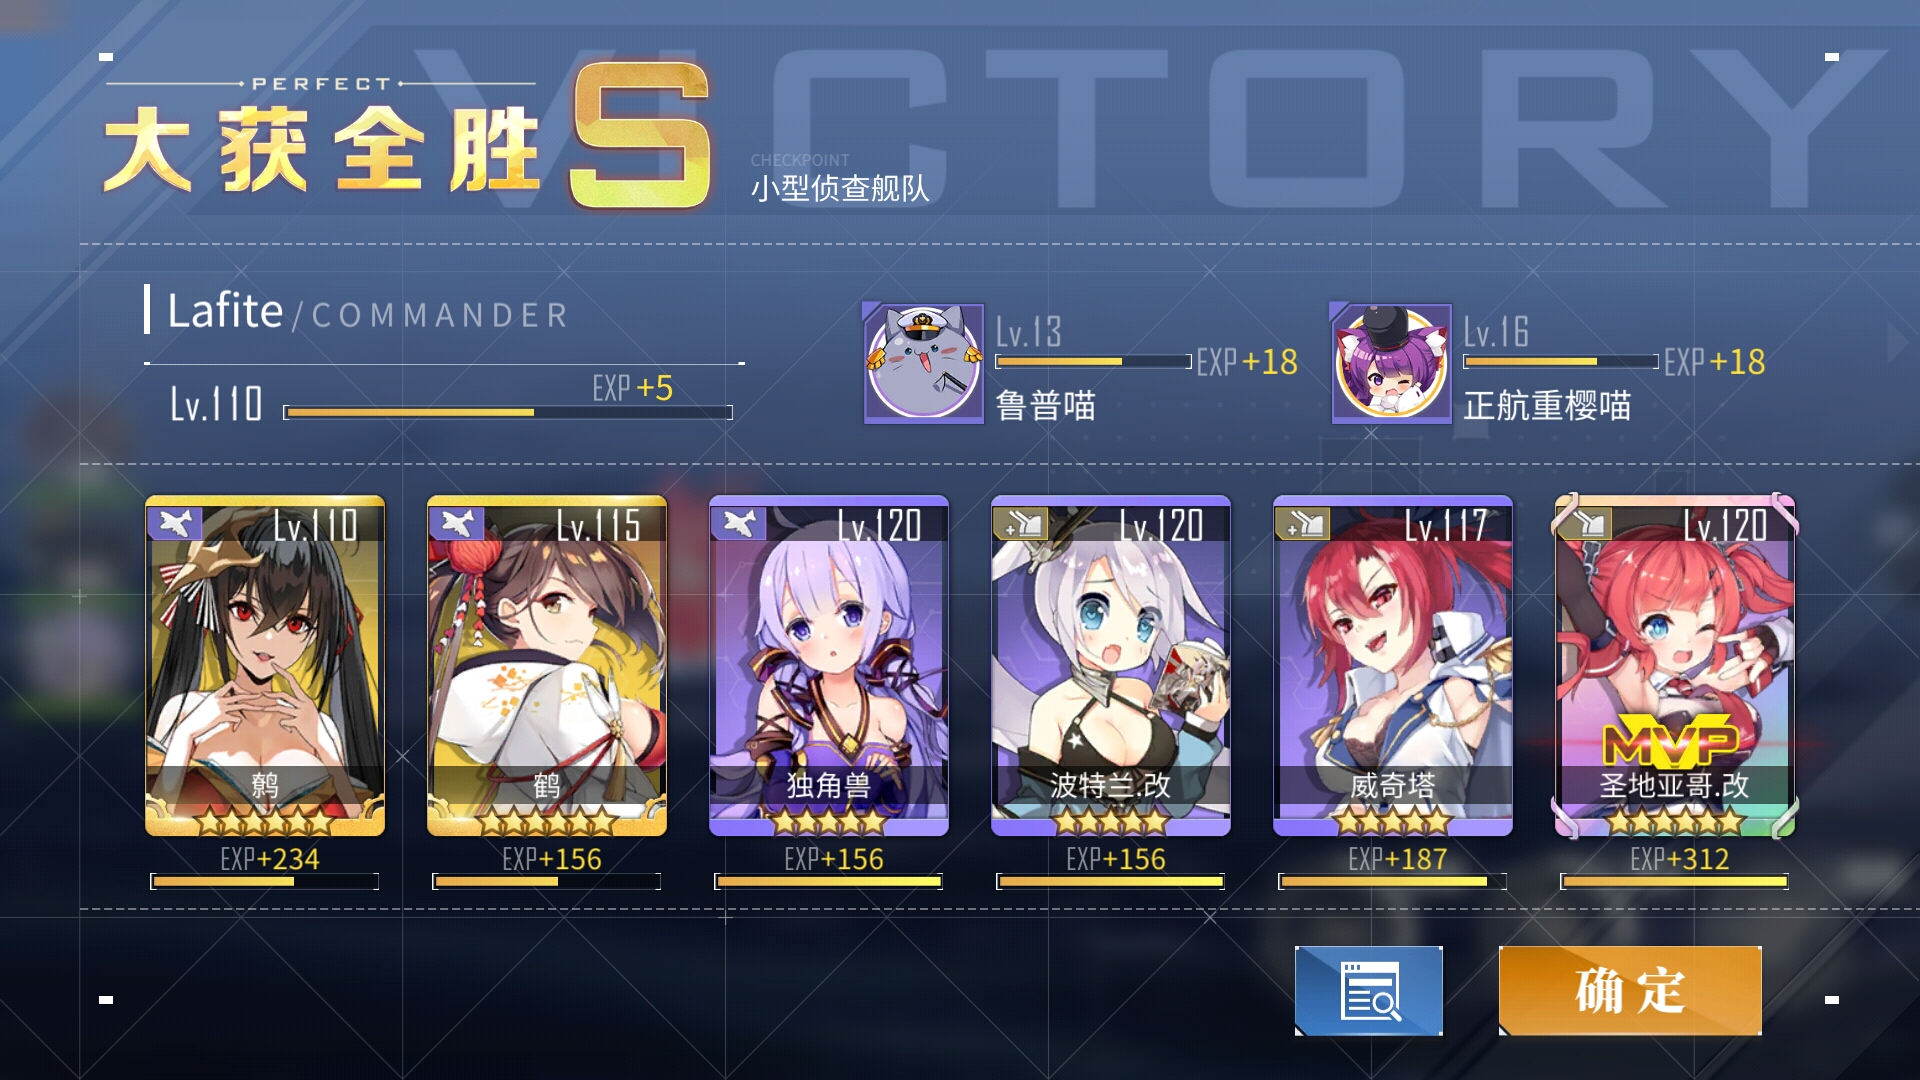 VICTORY
PERFECT
大获全胜 S
CHECKPOINT
小型侦查舰队
Lafite / COMMANDER
Lv.110
EXP +5
Lv.13
EXP +18
鲁普喵
Lv.16
EXP +18
正航重樱喵
Lv.110
鹩
EXP+234
Lv.115
鹤
EXP+156
Lv.120
独角兽
EXP+156
Lv.120
波特兰.改
EXP+156
Lv.117
威奇塔
EXP+187
Lv.120
MVP
圣地亚哥.改
EXP+312
确定